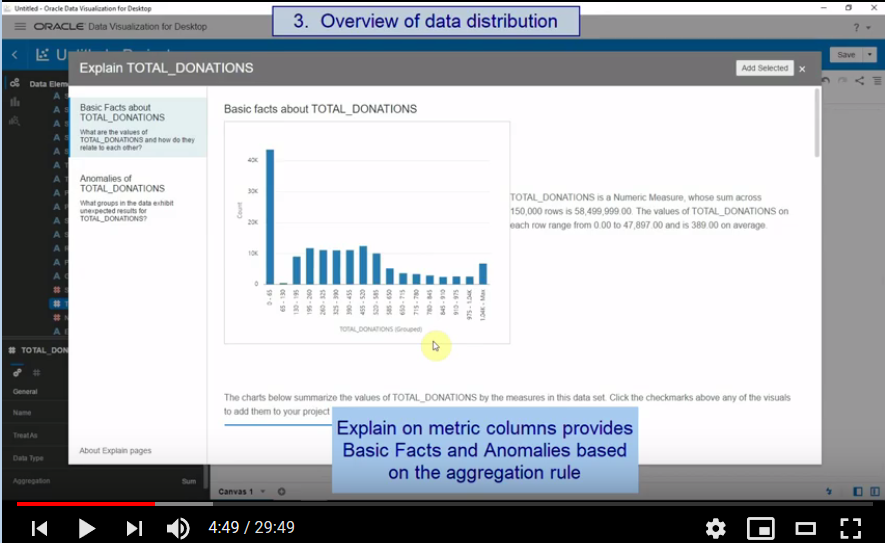 Untitled - Oracle Data Visualization for Desktop
3. Overview of data distribution
ORACLE Data Visualization for Desktop
?
Save
Explain TOTAL_DONATIONS
Add Selected
×
Data Elem
Basic Facts about
TOTAL_DONATIONS
What are the values of
TOTAL_DONATIONS and how do they
relate to each other?
Anomalies of
TOTAL_DONATIONS
What groups in the data exhibit
unexpected results for
TOTAL_DONATIONS?
About Explain pages
Basic facts about TOTAL_DONATIONS
40K
30K
20K
10K
0
Count
0 - 65
65 - 130
130 - 195
195 - 260
260 - 325
325 - 390
390 - 455
455 - 520
520 - 585
585 - 650
650 - 715
715 - 780
780 - 845
845 - 910
910 - 975
975 - 1.04K
1.04K - Max
TOTAL_DONATIONS (Grouped)
TOTAL_DONATIONS is a Numeric Measure, whose sum across
150,000 rows is 58,499,999.00. The values of TOTAL_DONATIONS on
each row range from 0.00 to 47,897.00 and is 389.00 on average.
The charts below summarize the values of TOTAL_DONATIONS by the measures in this data set. Click the checkmarks above any of the visuals
to add them to your project
Explain on metric columns provides
Basic Facts and Anomalies based
on the aggregation rule
# TOTAL_DON
General
Name
Treat As
Data Type
Aggregation Sum
Canvas 1
4:49 / 29:49